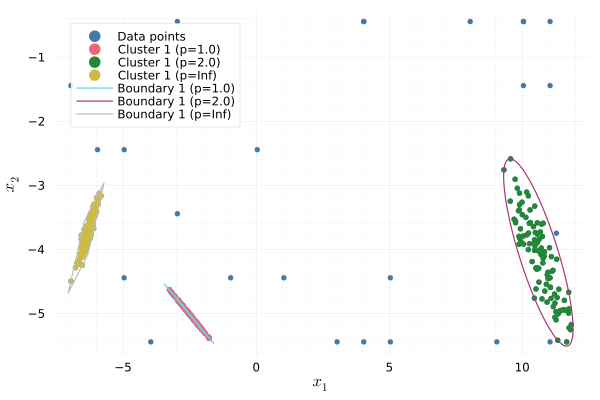 Data points
Cluster 1 (p=1.0)
Cluster 1 (p=2.0)
Cluster 1 (p=Inf)
Boundary 1 (p=1.0)
Boundary 1 (p=2.0)
Boundary 1 (p=Inf)
−1
−2
−3
−4
−5
x₂
−5 0 5 10
x₁